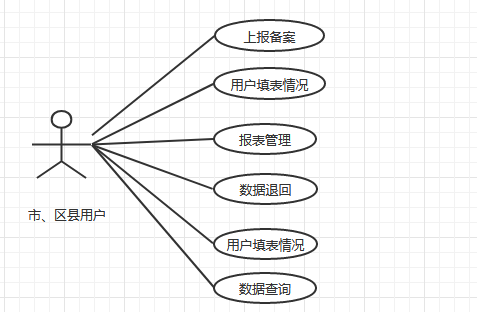 上报备案
用户填表情况
报表管理
数据退回
市、区县用户
用户填表情况
数据查询